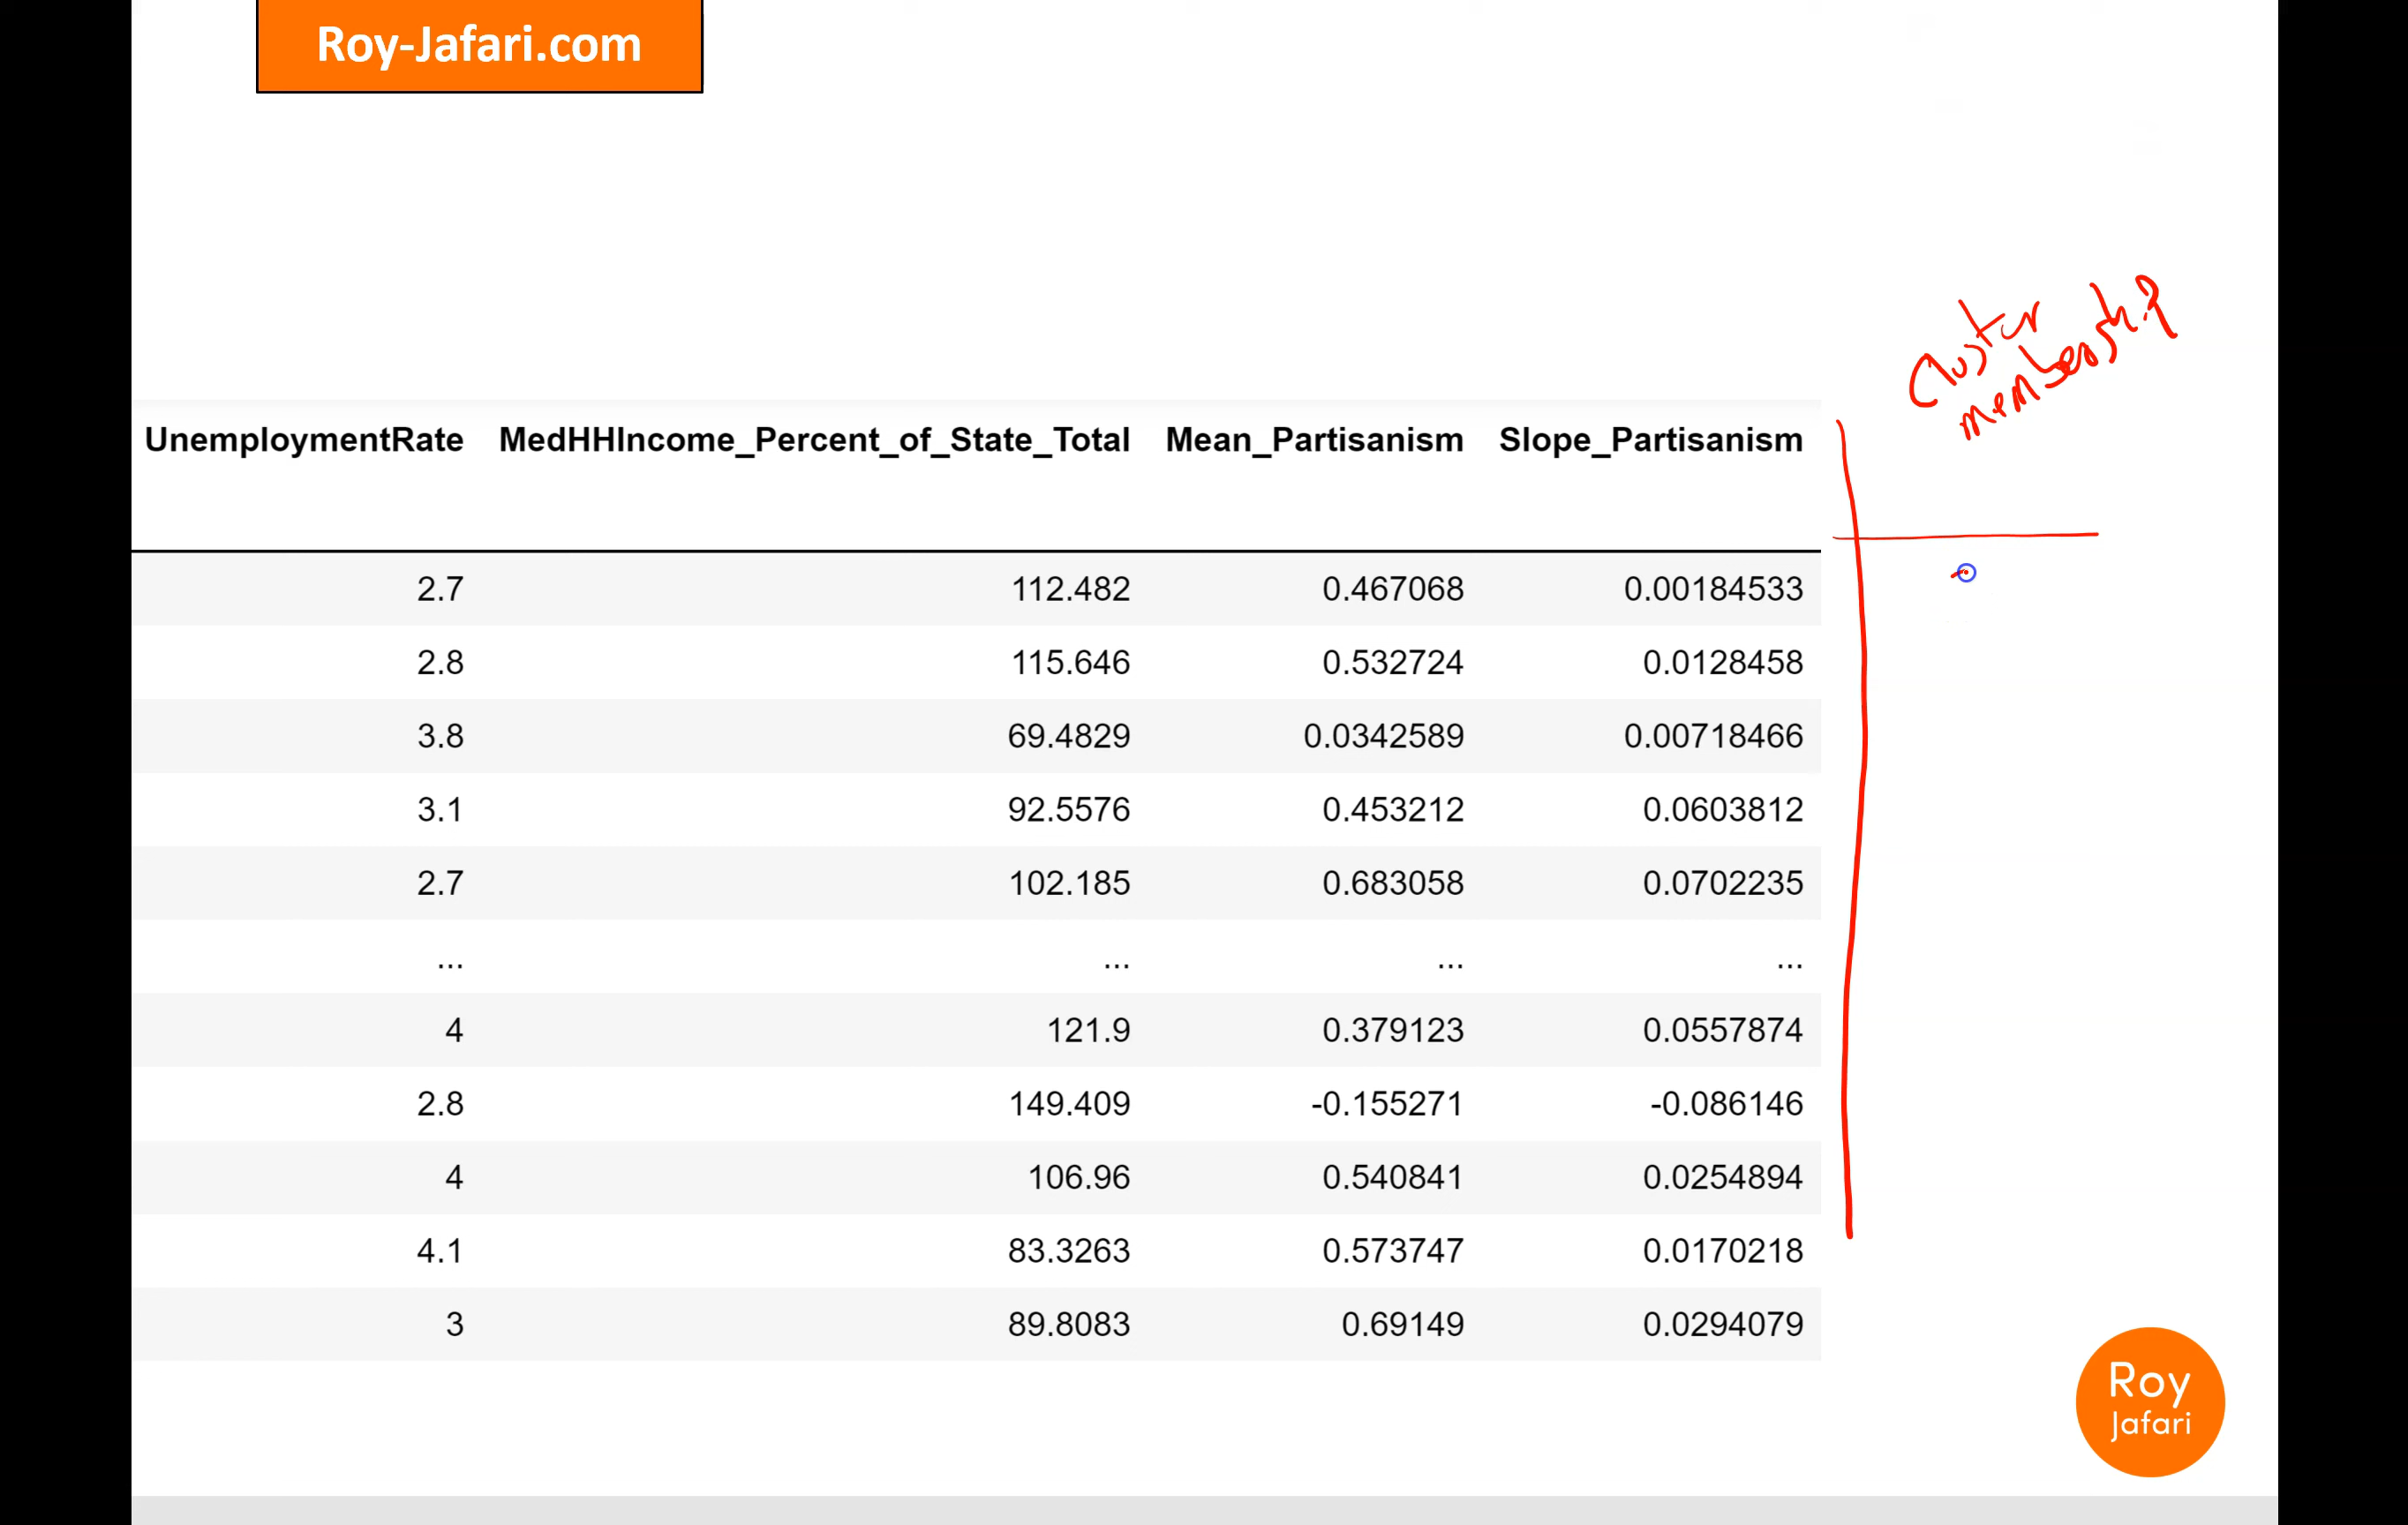 Roy-Jafari.com
Cluster
membership
UnemploymentRate MedHHIncome_Percent_of_State_Total Mean_Partisanism Slope_Partisanism
2.7 112.482 0.467068 0.00184533
2.8 115.646 0.532724 0.0128458
3.8 69.4829 0.0342589 0.00718466
3.1 92.5576 0.453212 0.0603812
2.7 102.185 0.683058 0.0702235
... ... ... ...
4 121.9 0.379123 0.0557874
2.8 149.409 -0.155271 -0.086146
4 106.96 0.540841 0.0254894
4.1 83.3263 0.573747 0.0170218
3 89.8083 0.69149 0.0294079
Roy
Jafari